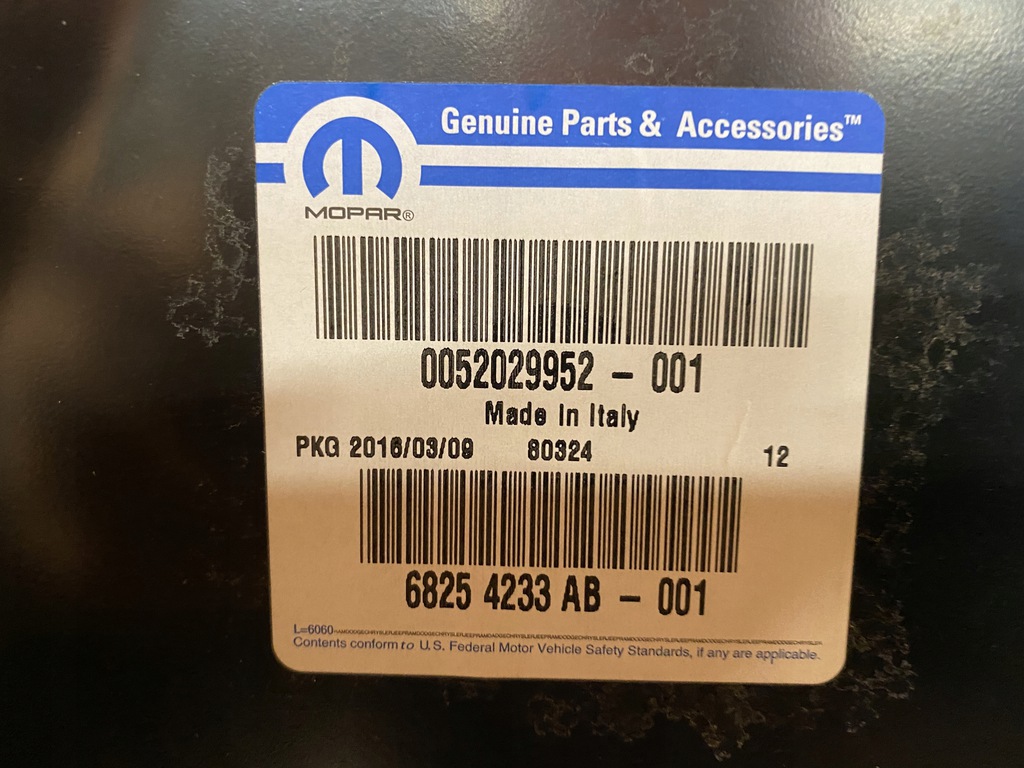 Genuine Parts & Accessories™
MOPAR®
0052029952 - 001
Made In Italy
PKG 2016/03/09 80324 12
6825 4233 AB - 001
L=6060
Contents conform to U.S. Federal Motor Vehicle Safety Standards, if any are applicable.